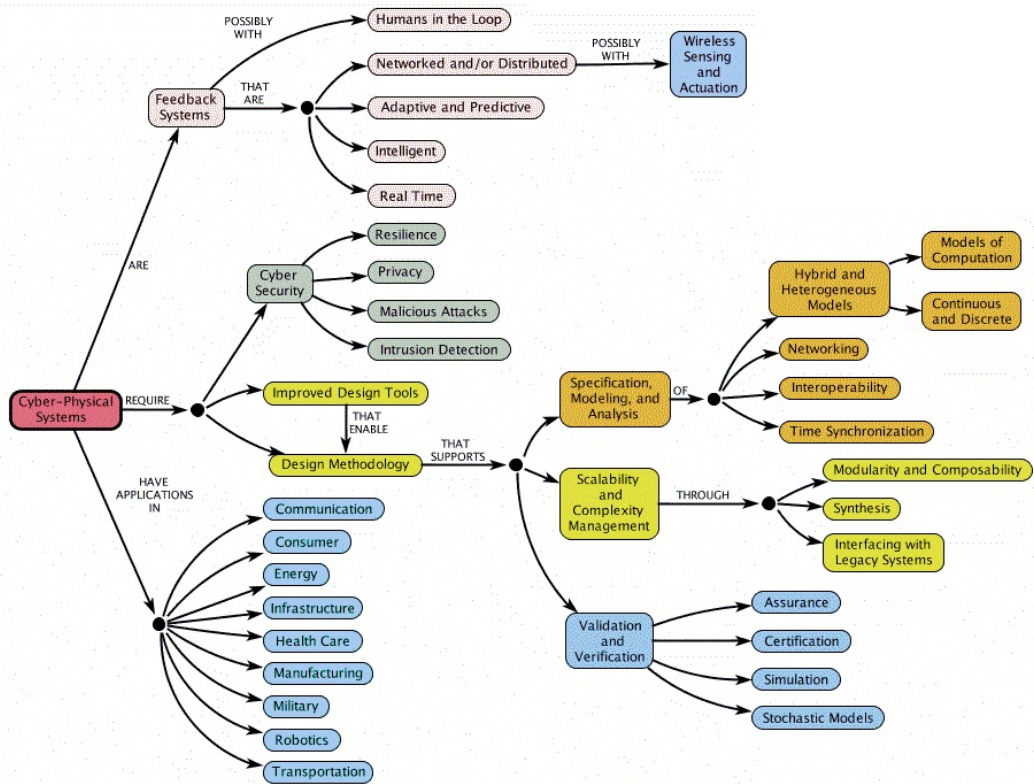 Humans in the Loop
POSSIBLY
WITH
Networked and/or Distributed
POSSIBLY
WITH
Wireless
Sensing
and
Actuation
Feedback
Systems
THAT
ARE
Adaptive and Predictive
Intelligent
Real Time
ARE
Cyber
Security
Resilience
Privacy
Malicious Attacks
Intrusion Detection
Cyber-Physical
Systems
REQUIRE
Improved Design Tools
THAT
ENABLE
Design Methodology
THAT
SUPPORTS
Specification,
Modeling, and
Analysis
OF
Hybrid and
Heterogeneous
Models
Models of
Computation
Continuous
and Discrete
Networking
Interoperability
Time Synchronization
Scalability
and
Complexity
Management
THROUGH
Modularity and Composability
Synthesis
Interfacing with
Legacy Systems
Validation
and
Verification
Assurance
Certification
Simulation
Stochastic Models
HAVE
APPLICATIONS
IN
Communication
Consumer
Energy
Infrastructure
Health Care
Manufacturing
Military
Robotics
Transportation